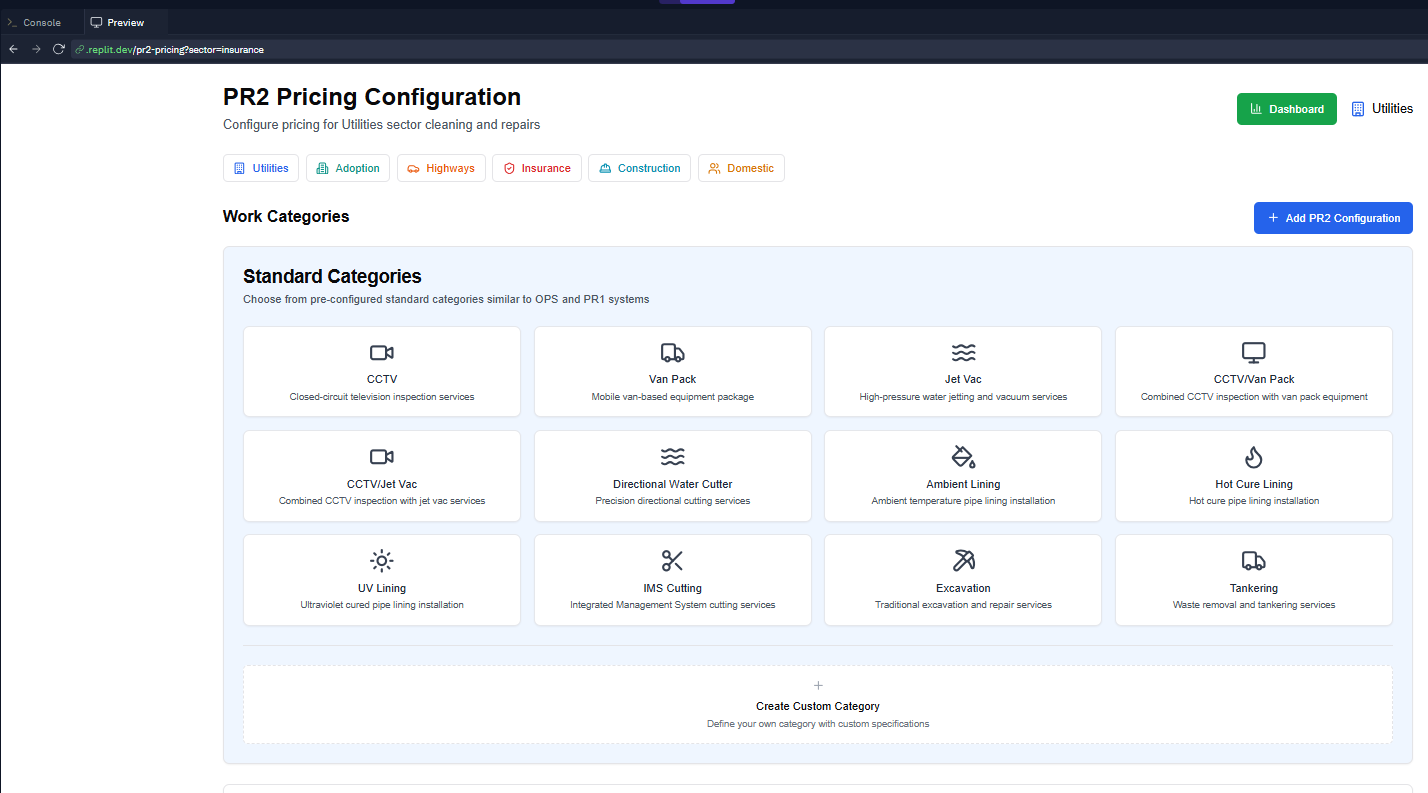 Console
Preview
.replit.dev/pr2-pricing?sector=insurance
PR2 Pricing Configuration
Configure pricing for Utilities sector cleaning and repairs
Dashboard
Utilities
Utilities
Adoption
Highways
Insurance
Construction
Domestic
Work Categories
+ Add PR2 Configuration
Standard Categories
Choose from pre-configured standard categories similar to OPS and PR1 systems
CCTV
Closed-circuit television inspection services
Van Pack
Mobile van-based equipment package
Jet Vac
High-pressure water jetting and vacuum services
CCTV/Van Pack
Combined CCTV inspection with van pack equipment
CCTV/Jet Vac
Combined CCTV inspection with jet vac services
Directional Water Cutter
Precision directional cutting services
Ambient Lining
Ambient temperature pipe lining installation
Hot Cure Lining
Hot cure pipe lining installation
UV Lining
Ultraviolet cured pipe lining installation
IMS Cutting
Integrated Management System cutting services
Excavation
Traditional excavation and repair services
Tankering
Waste removal and tankering services
+
Create Custom Category
Define your own category with custom specifications